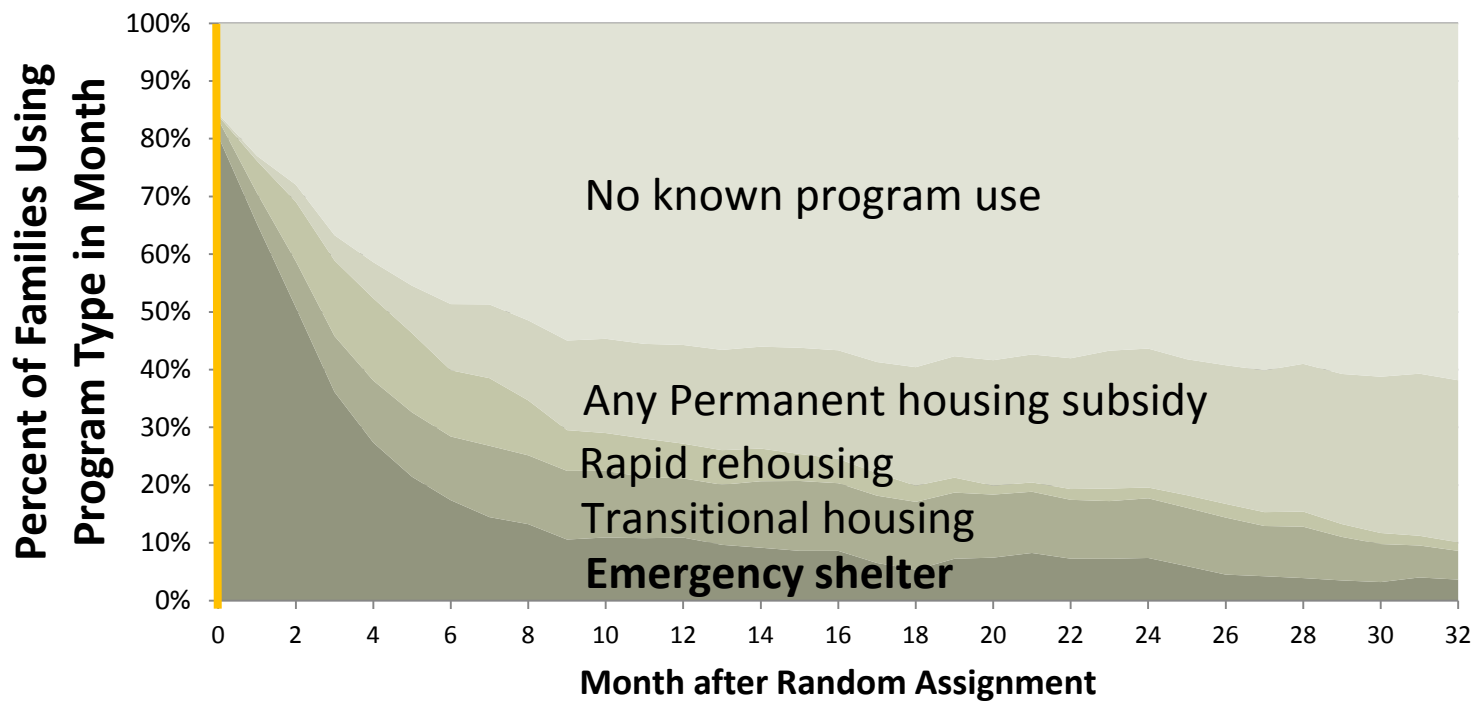 Percent of Families Using
Program Type in Month
100%
90%
80%
70%
60%
50%
40%
30%
20%
10%
0%
No known program use
Any Permanent housing subsidy
Rapid rehousing
Transitional housing
Emergency shelter
0 2 4 6 8 10 12 14 16 18 20 22 24 26 28 30 32
Month after Random Assignment